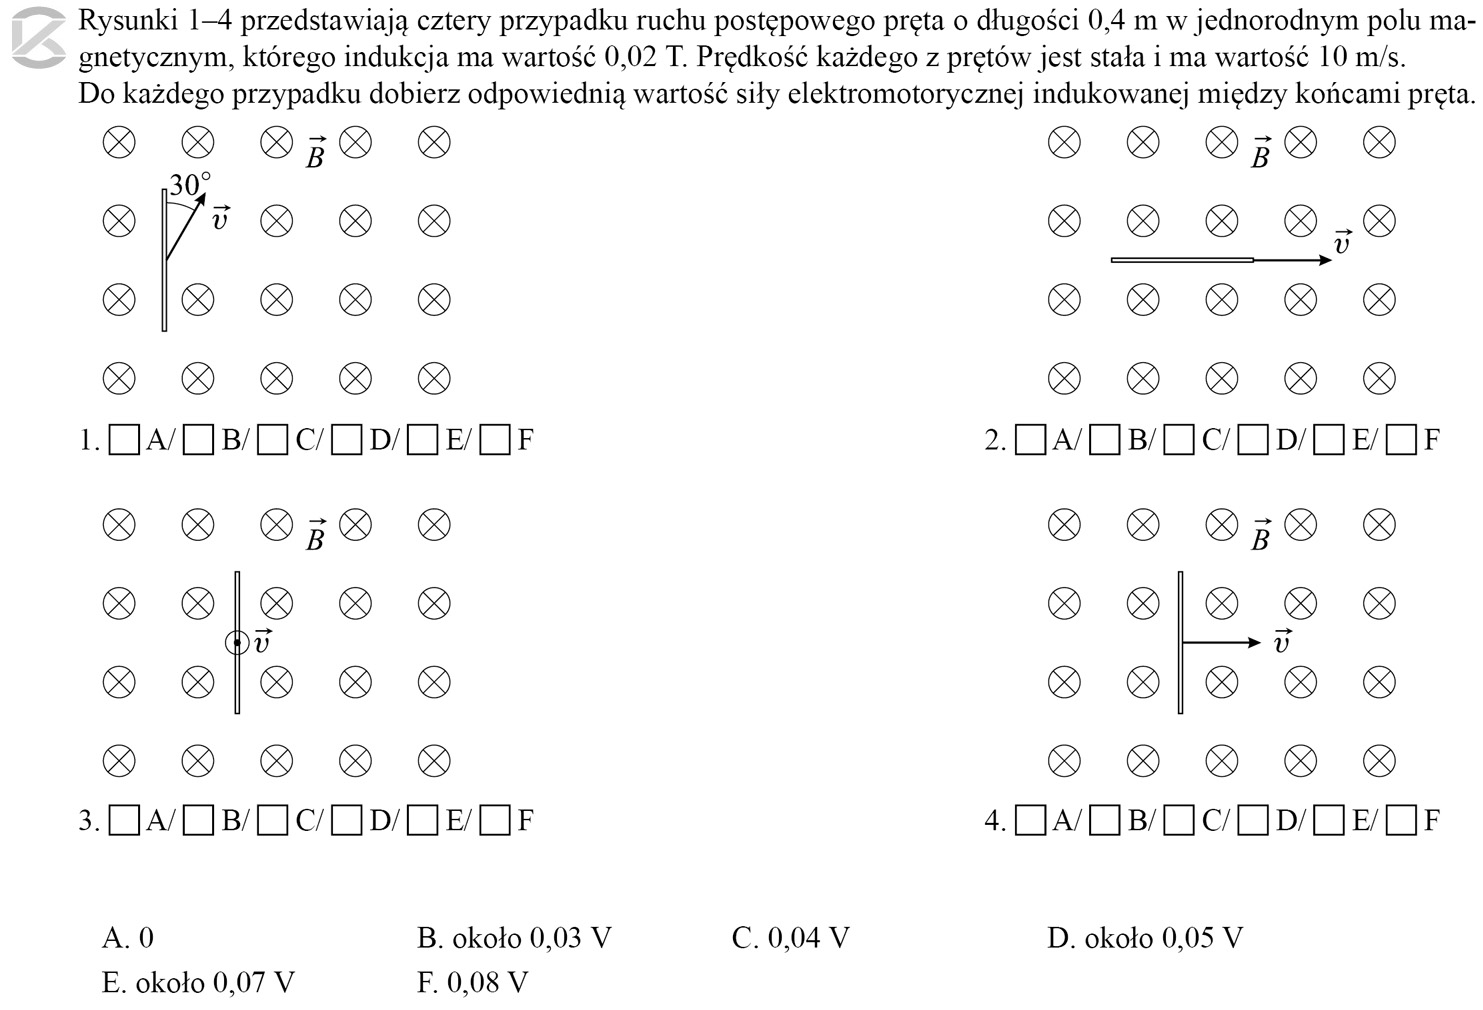 Rysunki 1–4 przedstawiają cztery przypadku ruchu postępowego pręta o długości 0,4 m w jednorodnym polu ma-
gnetycznym, którego indukcja ma wartość 0,02 T. Prędkość każdego z prętów jest stała i ma wartość 10 m/s.
Do każdego przypadku dobierz odpowiednią wartość siły elektromotorycznej indukowanej między końcami pręta.
B⃗
30°
v⃗
1. □ A/ □ B/ □ C/ □ D/ □ E/ □ F
B⃗
v⃗
2. □ A/ □ B/ □ C/ □ D/ □ E/ □ F
B⃗
v⃗
3. □ A/ □ B/ □ C/ □ D/ □ E/ □ F
B⃗
v⃗
4. □ A/ □ B/ □ C/ □ D/ □ E/ □ F
A. 0 B. około 0,03 V C. 0,04 V D. około 0,05 V
E. około 0,07 V F. 0,08 V